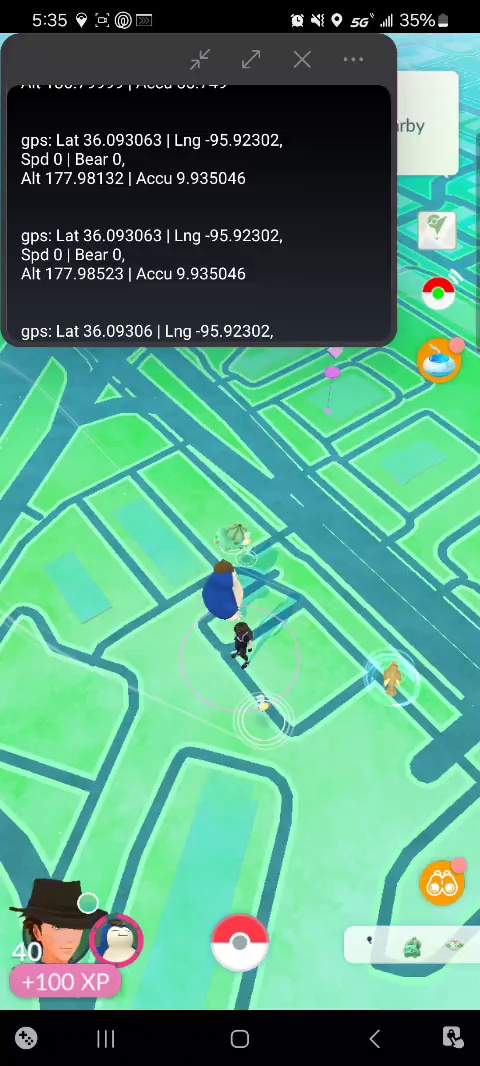 5:35
5G
35%
Alt 180.79999 | Accu 30.749
gps: Lat 36.093063 | Lng -95.92302,
Spd 0 | Bear 0,
Alt 177.98132 | Accu 9.935046
gps: Lat 36.093063 | Lng -95.92302,
Spd 0 | Bear 0,
Alt 177.98523 | Accu 9.935046
gps: Lat 36.09306 | Lng -95.92302,
arby
40
+100 XP